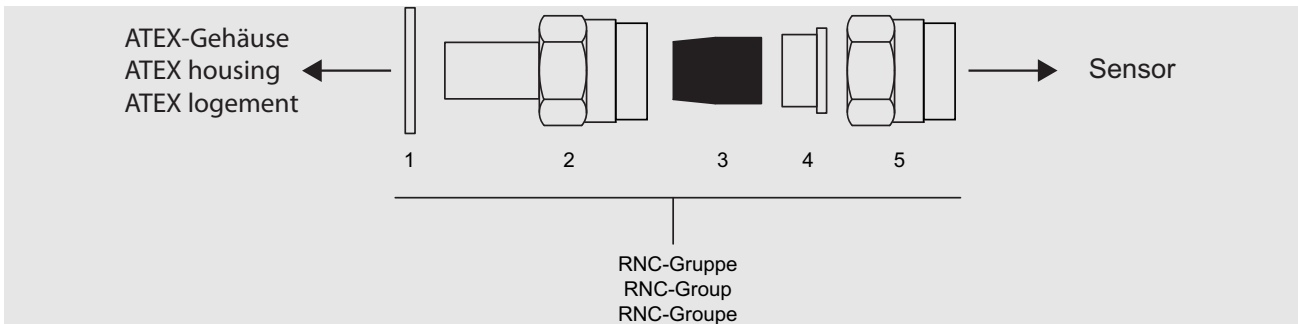 ATEX-Gehäuse
ATEX housing
ATEX logement
Sensor
1 2 3 4 5
RNC-Gruppe
RNC-Group
RNC-Groupe